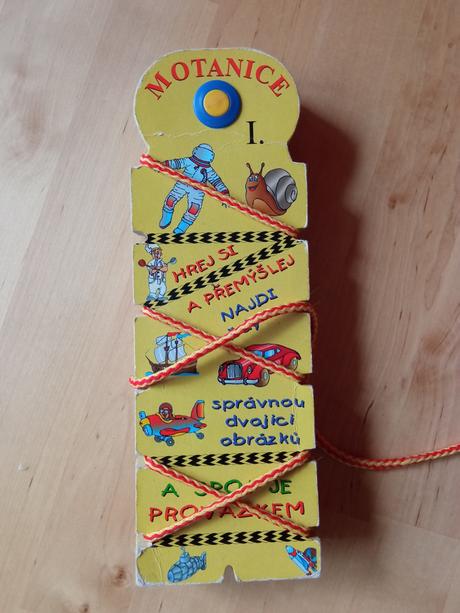 MOTANICE
I.
HREJ SI
A PŘEMÝŠLEJ
NAJDI
správnou
dvojici
obrázků
A
PROVÁZKEM